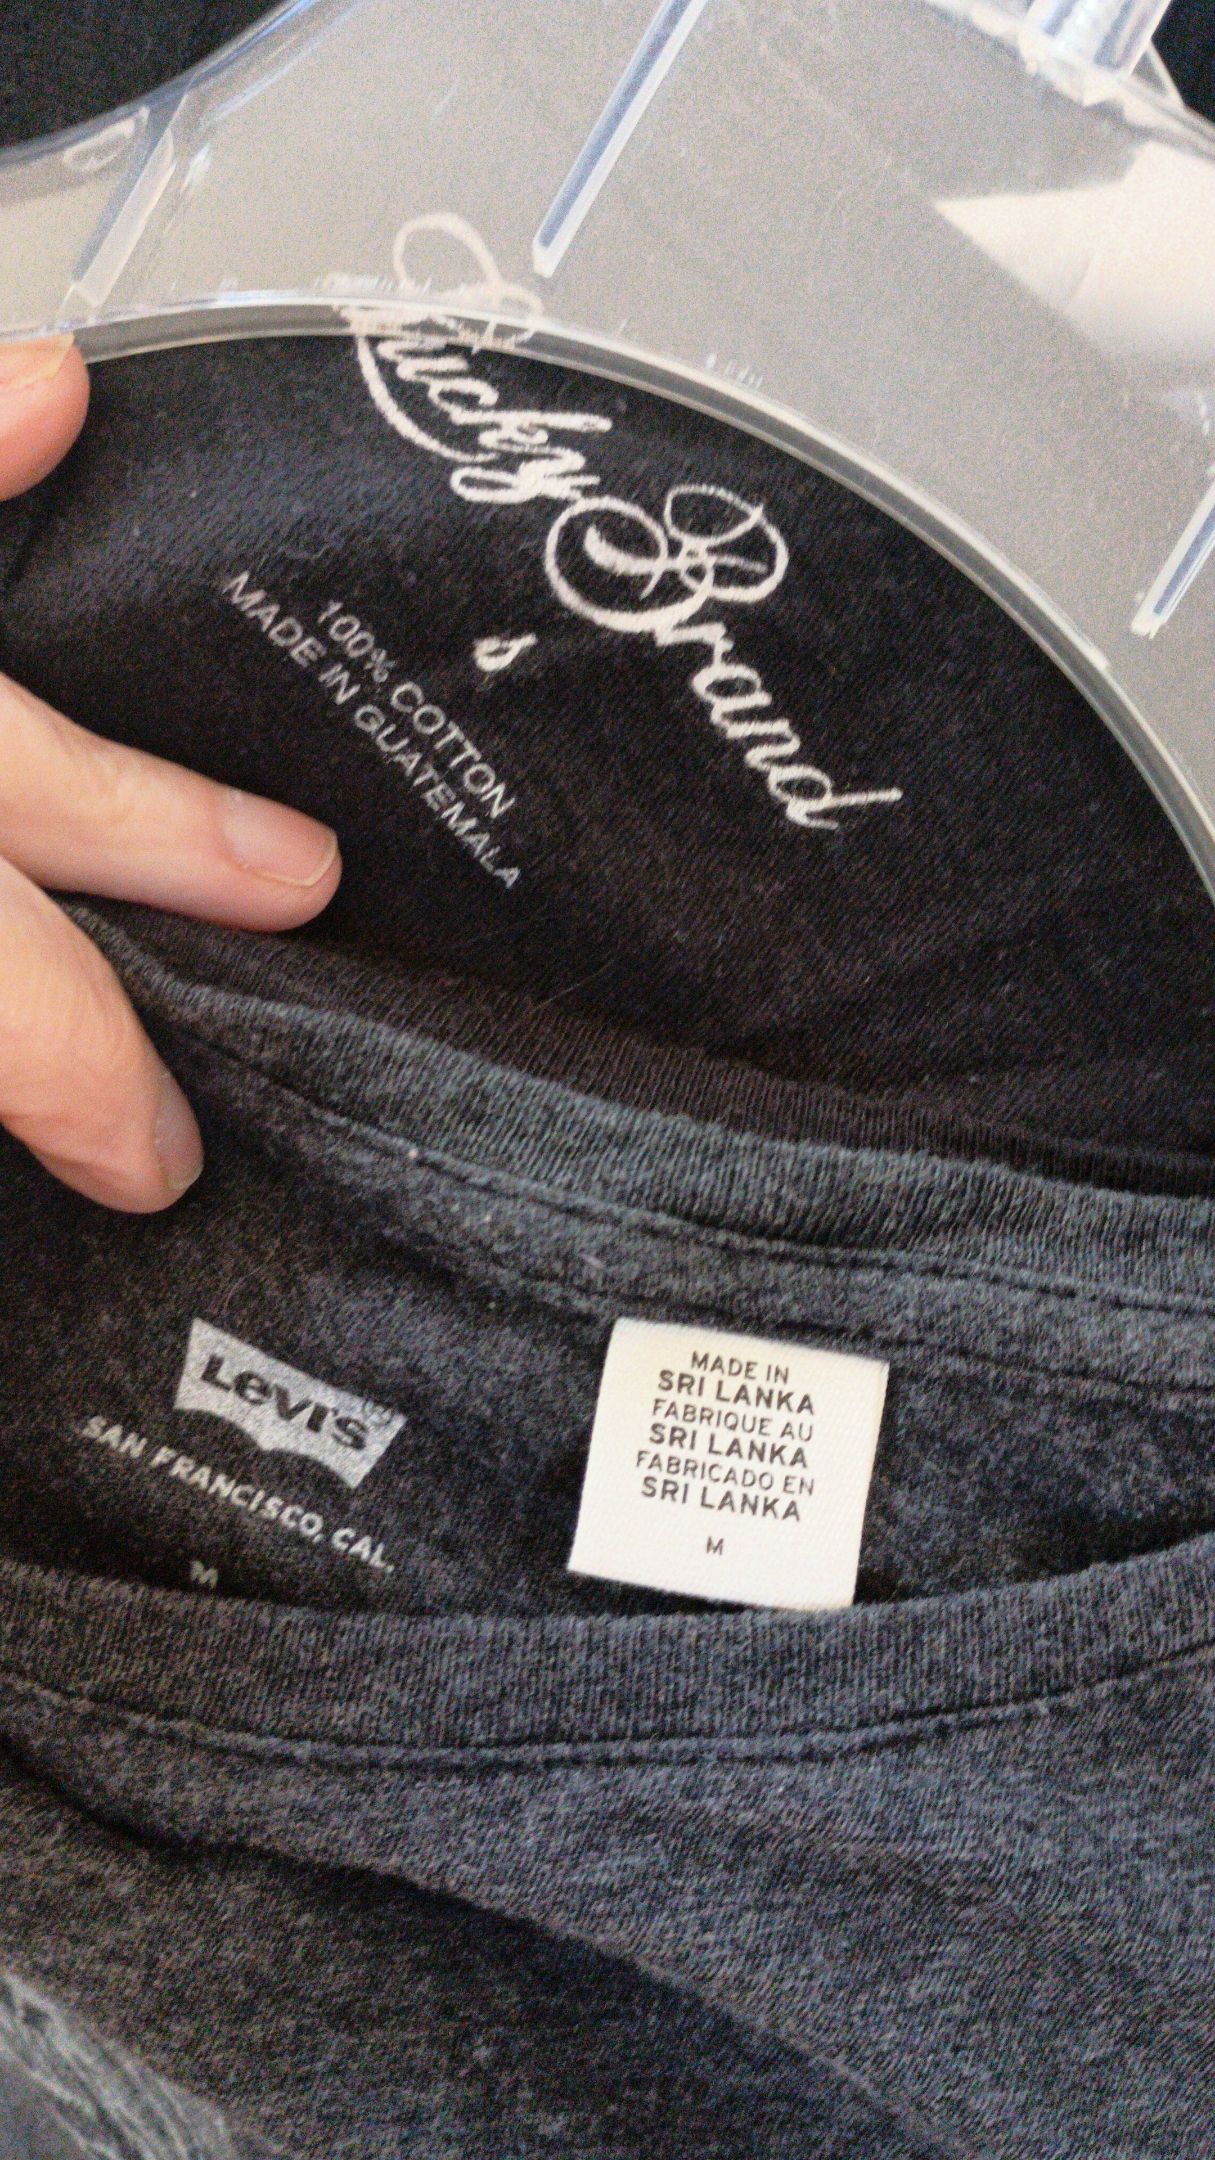 Lucky Brand
s
100% COTTON
MADE IN GUATEMALA
Levi's
SAN FRANCISCO, CAL.
M
MADE IN
SRI LANKA
FABRIQUE AU
SRI LANKA
FABRICADO EN
SRI LANKA
M